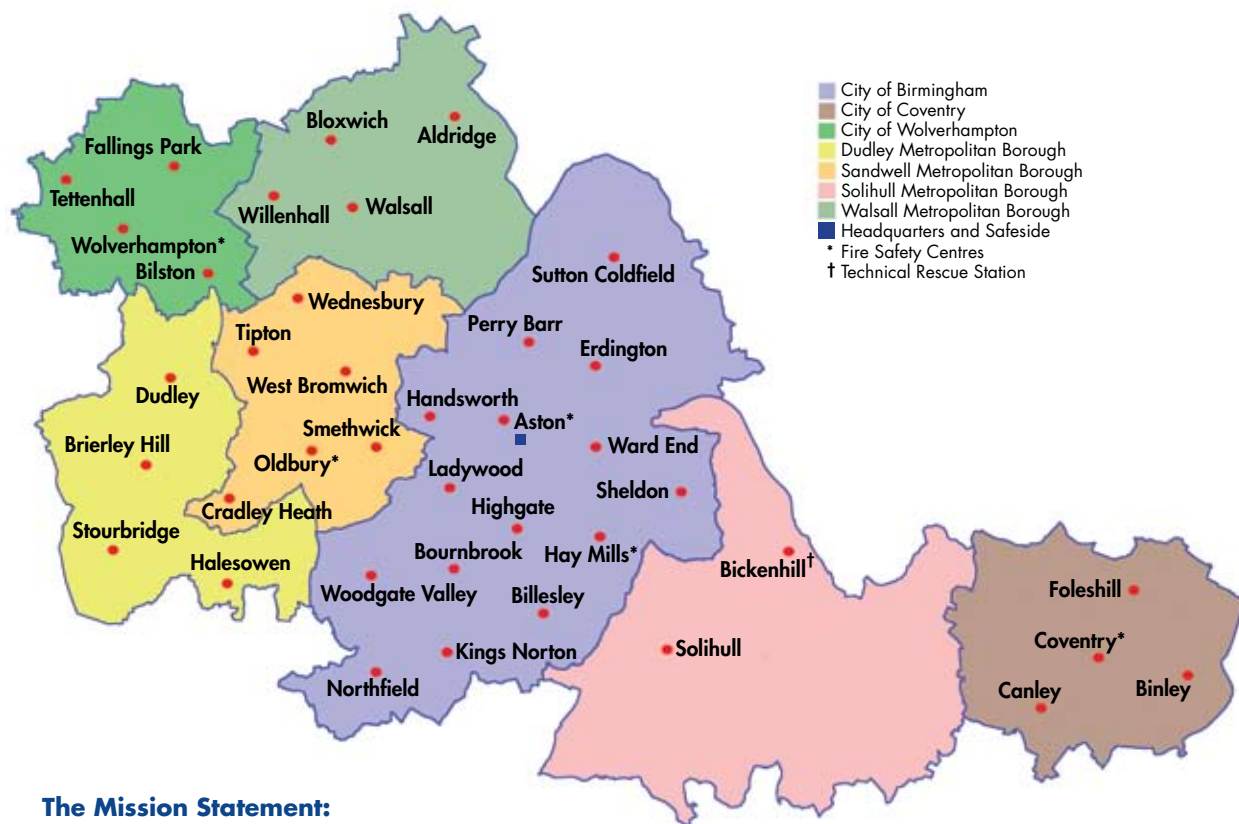 City of Birmingham
City of Coventry
City of Wolverhampton
Dudley Metropolitan Borough
Sandwell Metropolitan Borough
Solihull Metropolitan Borough
Walsall Metropolitan Borough
Headquarters and Safeside
* Fire Safety Centres
† Technical Rescue Station
Bloxwich
Aldridge
Fallings Park
Tettenhall
Willenhall
Walsall
Wolverhampton*
Bilston
Sutton Coldfield
Wednesbury
Tipton
Perry Barr
Erdington
West Bromwich
Dudley
Handsworth
Aston*
Smethwick
Brierley Hill
Oldbury*
Ward End
Ladywood
Sheldon
Cradley Heath
Highgate
Stourbridge
Bournbrook
Hay Mills*
Bickenhill†
Halesowen
Woodgate Valley
Billesley
Foleshill
Kings Norton
Solihull
Coventry*
Northfield
Canley
Binley
The Mission Statement: